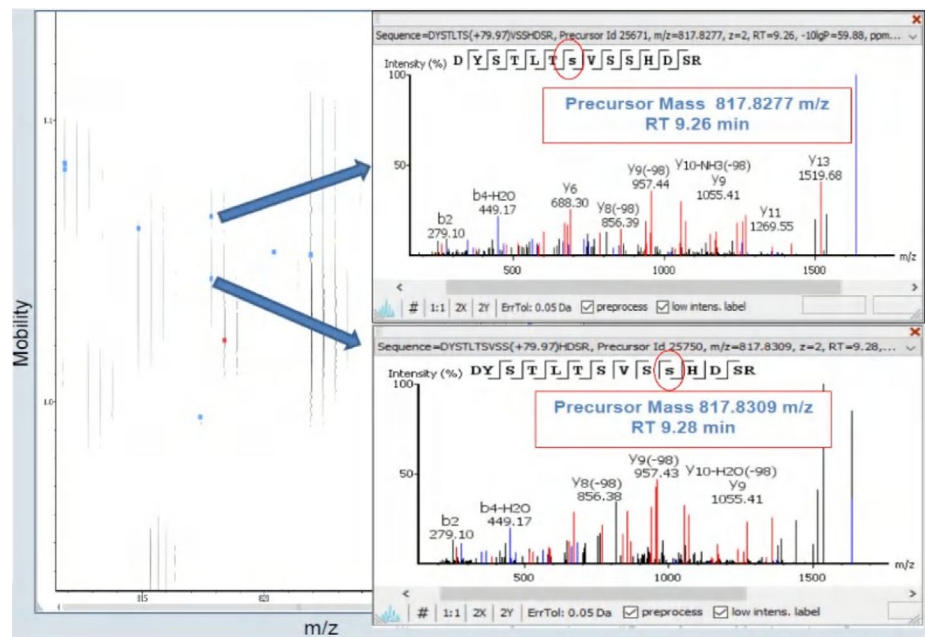 Sequence=DYSTLTS(+79.97)VSSHDSR, Precursor Id 25671, m/z=817.8277, z=2, RT=9.26, -10lgP=59.88, ppm...
Intensity (%) D Y S T L T s V S S H D SR
100
Precursor Mass 817.8277 m/z
RT 9.26 min
50
b2
279.10
b4-H2O
449.17
y6
688.30
y8(-98)
856.39
y9(-98)
957.44
y10-NH3(-98)
y9
1055.41
y11
1269.55
y13
1519.68
500 1000 1500 m/z
# 1:1 2X 2Y ErrTol: 0.05 Da preprocess low intens. label
Sequence=DYSTLTSVSS(+79.97)HDSR, Precursor Id 25750, m/z=817.8309, z=2, RT=9.28,...
Intensity (%) DY S T L T S V S s H D SR
100
Precursor Mass 817.8309 m/z
RT 9.28 min
50
b2
279.10
b4-H2O
449.17
y8(-98)
856.38
y9(-98)
957.43
y10-H2O(-98)
y9
1055.41
500 1000 1500 m/z
# 1:1 2X 2Y ErrTol: 0.05 Da preprocess low intens. label
Mobility
1.1
1.0
815 820
m/z